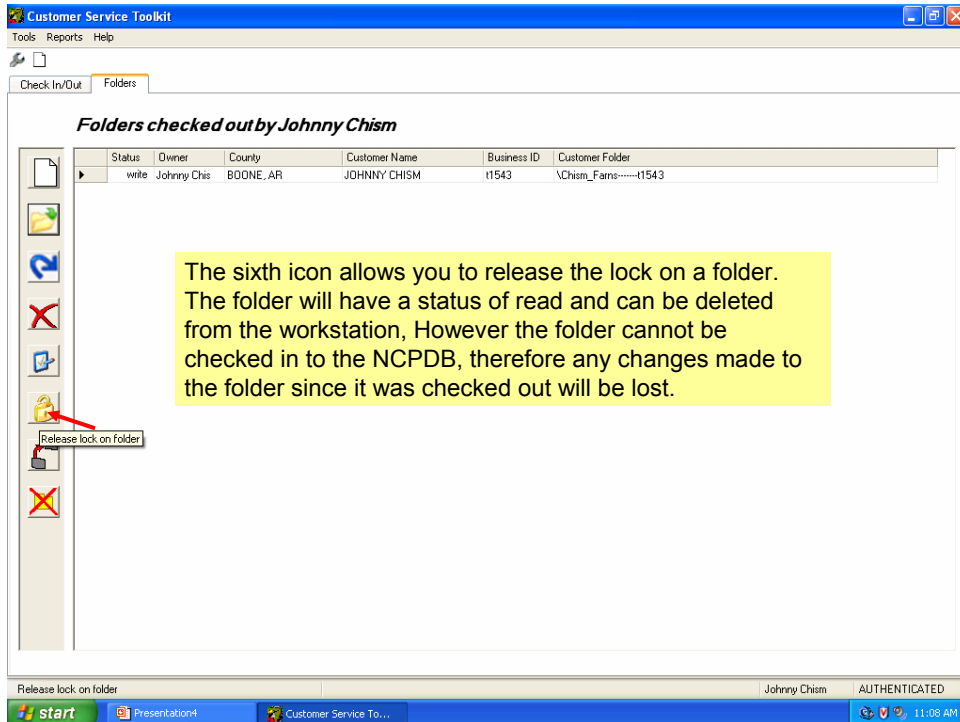 Customer Service Toolkit
Tools Reports Help
Check In/Out Folders
Folders checked out by Johnny Chism
Status Owner County Customer Name Business ID Customer Folder
write Johnny Chis BOONE, AR JOHNNY CHISM t1543 \Chism_Farns-------t1543
The sixth icon allows you to release the lock on a folder.
The folder will have a status of read and can be deleted
from the workstation, However the folder cannot be
checked in to the NCPDB, therefore any changes made to
the folder since it was checked out will be lost.
Release lock on folder
Release lock on folder Johnny Chism AUTHENTICATED
start Presentation4 Customer Service To... 11:08 AM